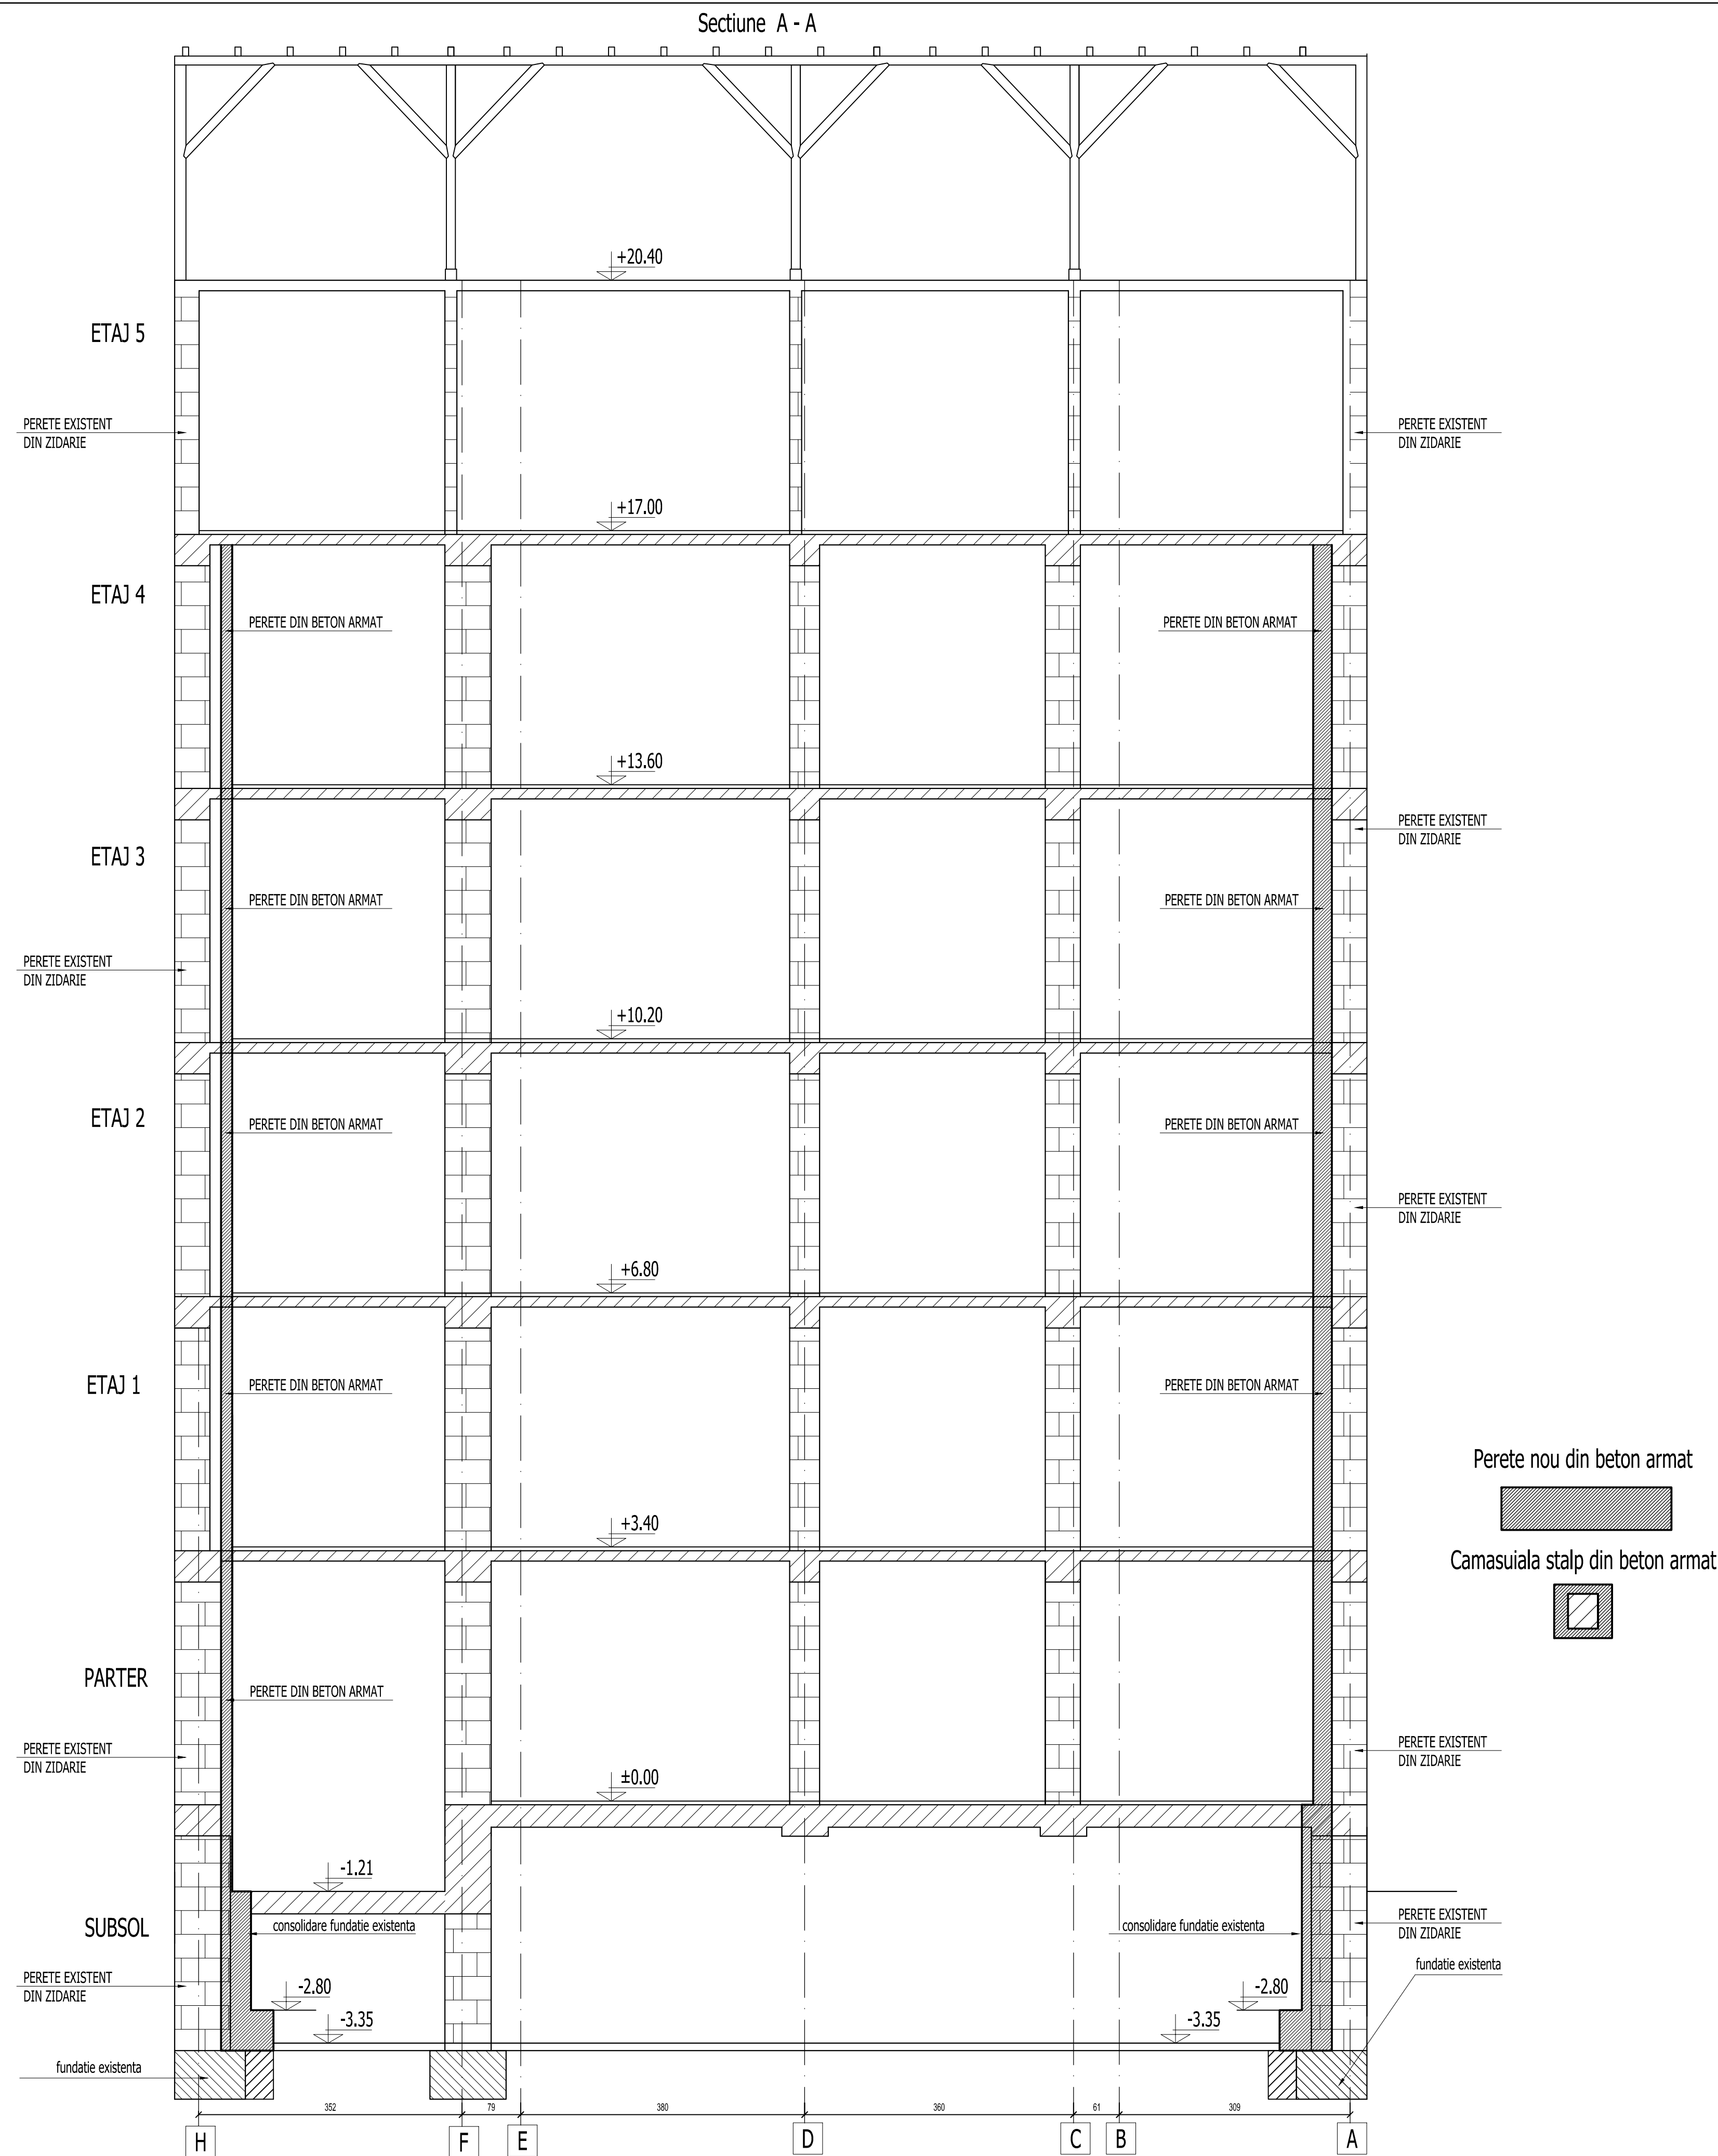 Sectiune A - A
+20.40
ETAJ 5
PERETE EXISTENT
DIN ZIDARIE
PERETE EXISTENT
DIN ZIDARIE
+17.00
ETAJ 4
PERETE DIN BETON ARMAT
PERETE DIN BETON ARMAT
+13.60
PERETE EXISTENT
DIN ZIDARIE
ETAJ 3
PERETE DIN BETON ARMAT
PERETE DIN BETON ARMAT
PERETE EXISTENT
DIN ZIDARIE
+10.20
ETAJ 2
PERETE DIN BETON ARMAT
PERETE DIN BETON ARMAT
PERETE EXISTENT
DIN ZIDARIE
+6.80
ETAJ 1
PERETE DIN BETON ARMAT
PERETE DIN BETON ARMAT
Perete nou din beton armat
+3.40
Camasuiala stalp din beton armat
PARTER
PERETE DIN BETON ARMAT
PERETE EXISTENT
DIN ZIDARIE
PERETE EXISTENT
DIN ZIDARIE
±0.00
-1.21
SUBSOL
consolidare fundatie existenta
consolidare fundatie existenta
PERETE EXISTENT
DIN ZIDARIE
fundatie existenta
PERETE EXISTENT
DIN ZIDARIE
-2.80
-2.80
-3.35
-3.35
fundatie existenta
352
79
380
360
61
309
H
F
E
D
C
B
A